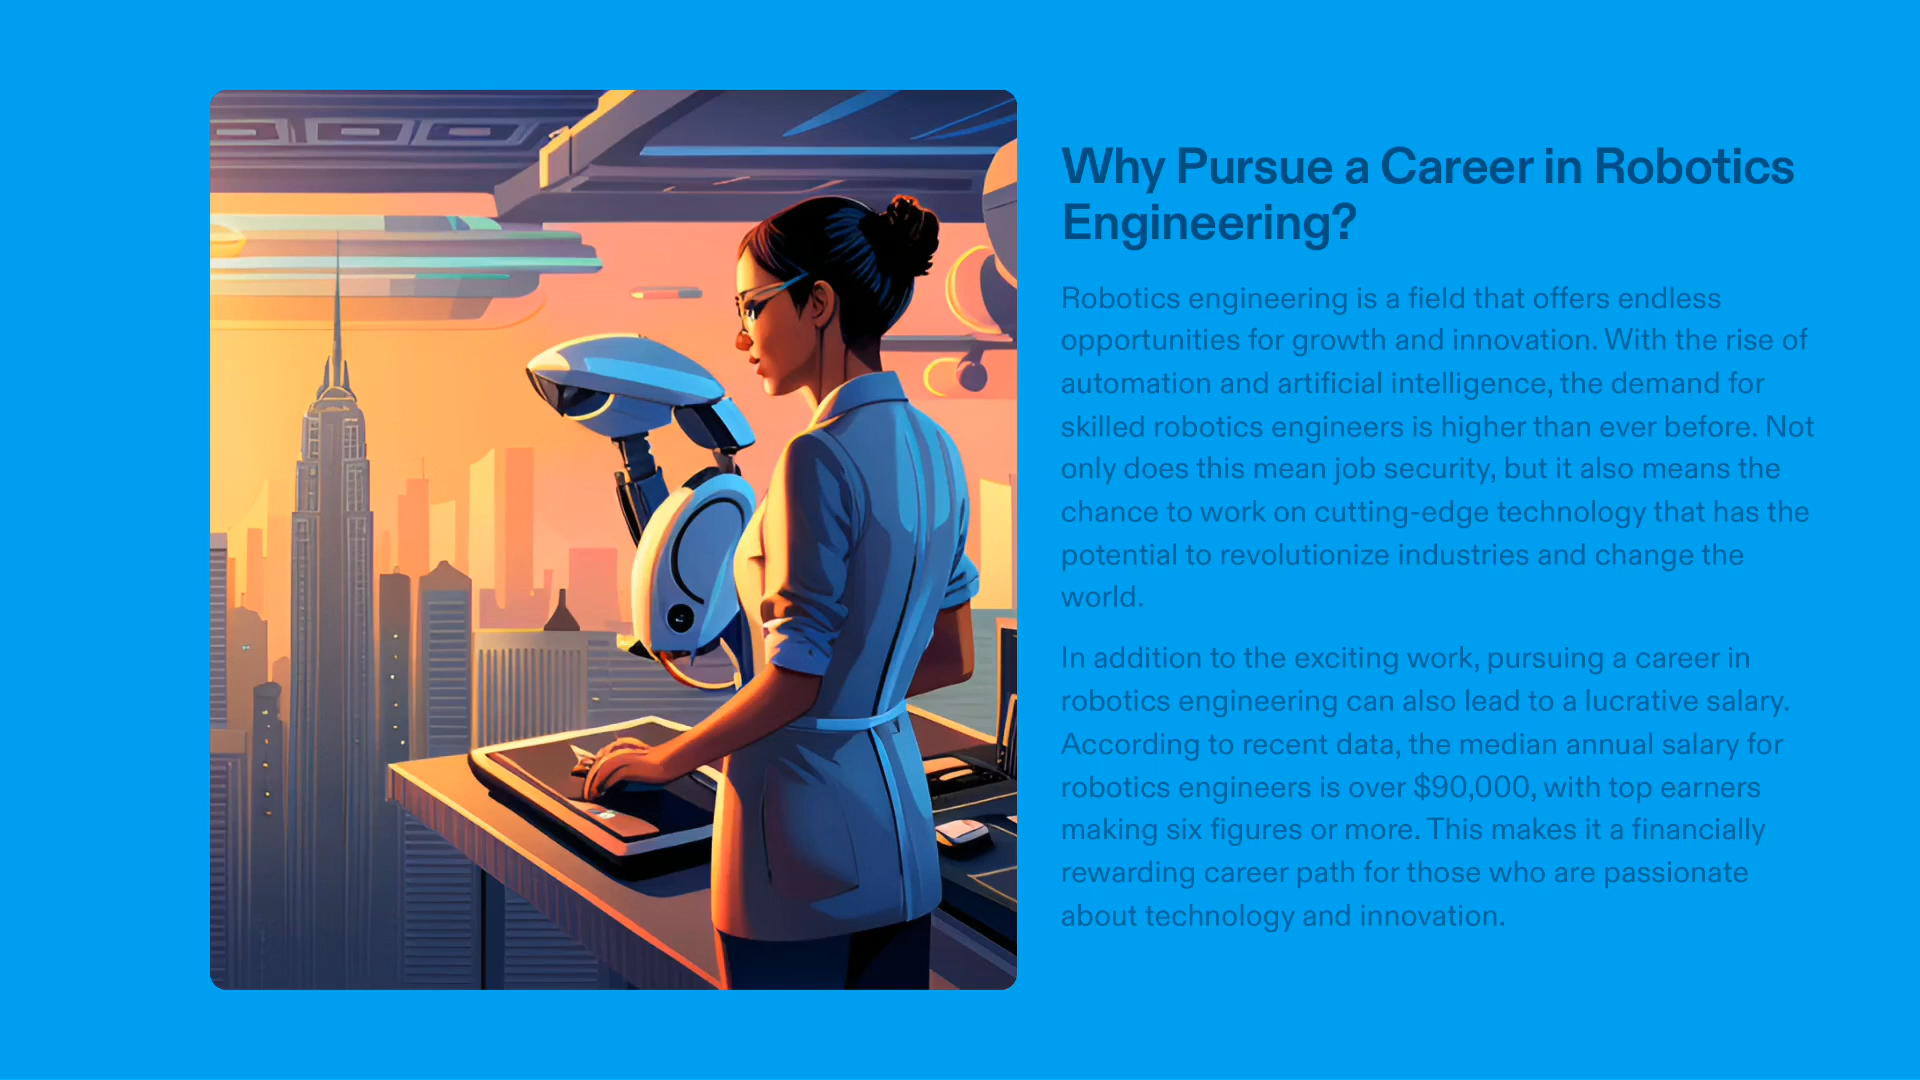 Why Pursue a Career in Robotics
Engineering?
Robotics engineering is a field that offers endless
opportunities for growth and innovation. With the rise of
automation and artificial intelligence, the demand for
skilled robotics engineers is higher than ever before. Not
only does this mean job security, but it also means the
chance to work on cutting-edge technology that has the
potential to revolutionize industries and change the
world.
In addition to the exciting work, pursuing a career in
robotics engineering can also lead to a lucrative salary.
According to recent data, the median annual salary for
robotics engineers is over $90,000, with top earners
making six figures or more. This makes it a financially
rewarding career path for those who are passionate
about technology and innovation.